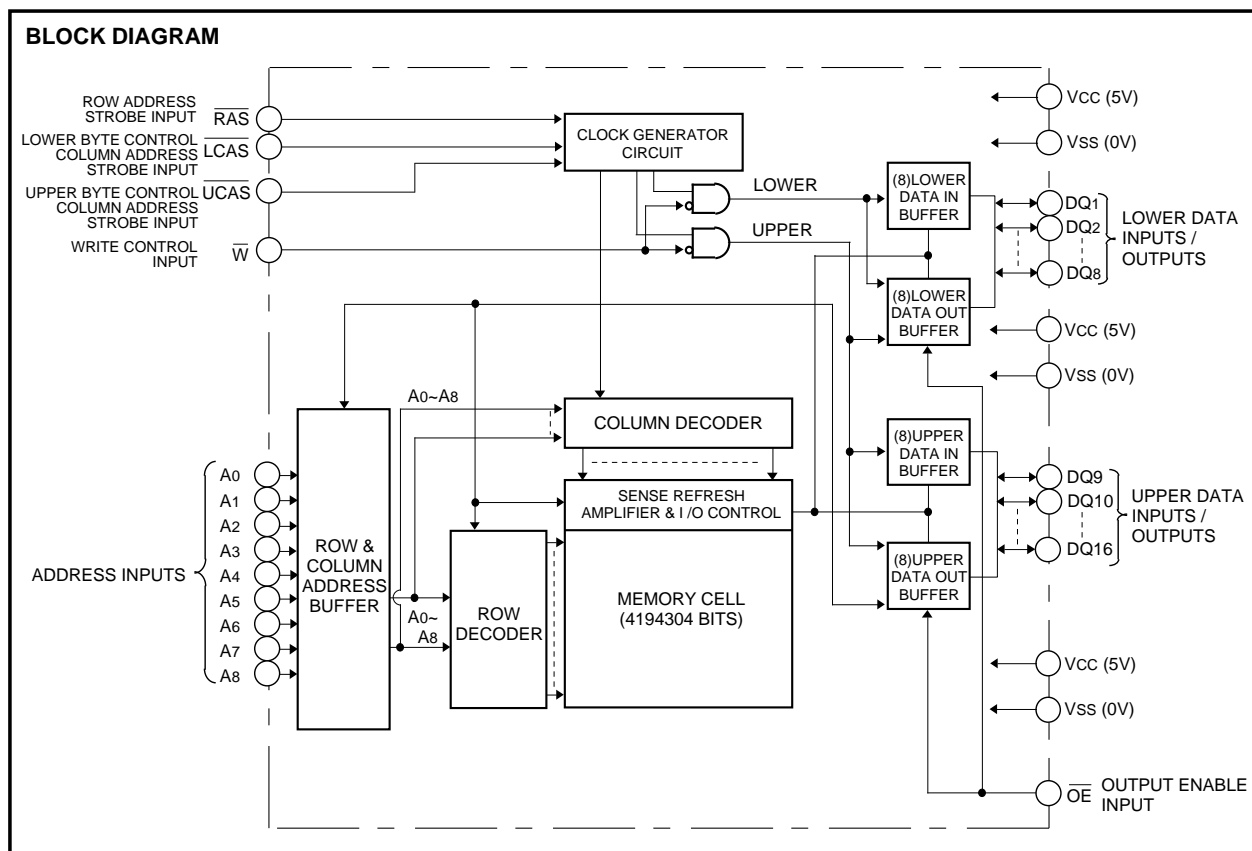 BLOCK DIAGRAM
ROW ADDRESS
STROBE INPUT
RAS
LOWER BYTE CONTROL
COLUMN ADDRESS
STROBE INPUT
LCAS
UPPER BYTE CONTROL
COLUMN ADDRESS
STROBE INPUT
UCAS
WRITE CONTROL
INPUT
W
CLOCK GENERATOR
CIRCUIT
LOWER
UPPER
(8)LOWER
DATA IN
BUFFER
(8)LOWER
DATA OUT
BUFFER
VCC (5V)
VSS (0V)
DQ1
DQ2
DQ8
LOWER DATA
INPUTS /
OUTPUTS
VCC (5V)
VSS (0V)
ADDRESS INPUTS
A0
A1
A2
A3
A4
A5
A6
A7
A8
ROW &
COLUMN
ADDRESS
BUFFER
A0~A8
A0~
A8
ROW
DECODER
COLUMN DECODER
SENSE REFRESH
AMPLIFIER & I /O CONTROL
MEMORY CELL
(4194304 BITS)
(8)UPPER
DATA IN
BUFFER
(8)UPPER
DATA OUT
BUFFER
DQ9
DQ10
DQ16
UPPER DATA
INPUTS /
OUTPUTS
VCC (5V)
VSS (0V)
OE
OUTPUT ENABLE
INPUT